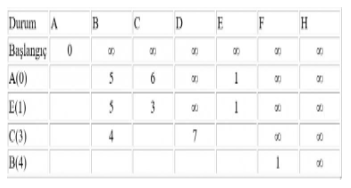 Durum A B C D E F H
Başlangıç 0 ∞ ∞ ∞ ∞ ∞ ∞
A(0) 5 6 ∞ 1 ∞ ∞
E(1) 5 3 ∞ 1 ∞ ∞
C(3) 4 7 ∞ ∞
B(4) 1 ∞